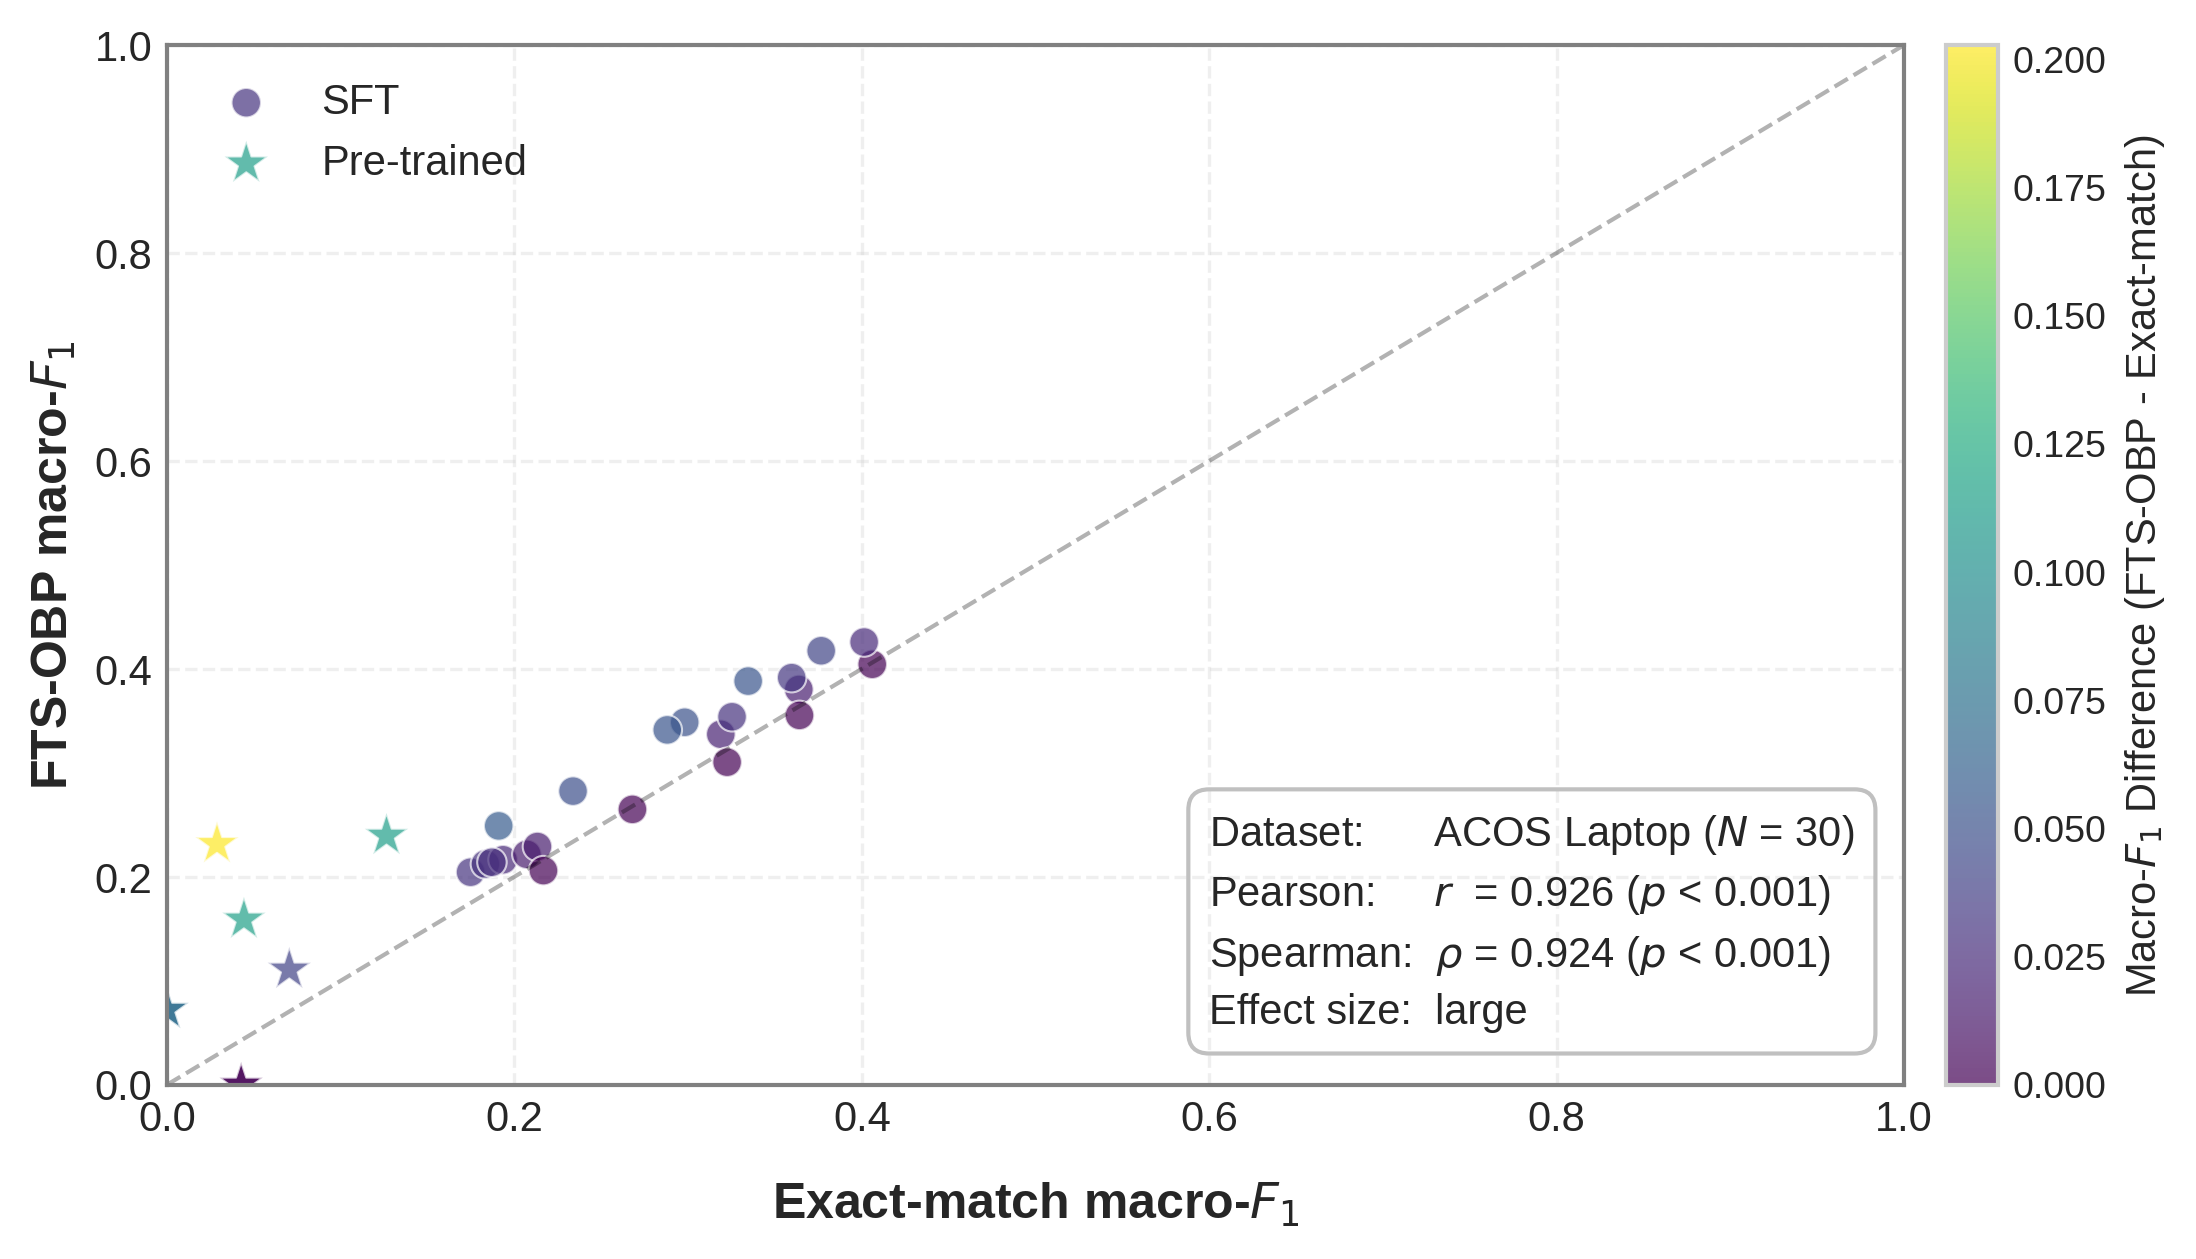 SFT
Pre-trained
FTS-OBP macro-F1
1.0
0.8
0.6
0.4
0.2
0.0
0.0
0.2
0.4
0.6
0.8
1.0
Exact-match macro-F1
Dataset: ACOS Laptop (N = 30)
Pearson: r = 0.926 (p < 0.001)
Spearman: ρ = 0.924 (p < 0.001)
Effect size: large
0.200
0.175
0.150
0.125
0.100
0.075
0.050
0.025
0.000
Macro-F1 Difference (FTS-OBP - Exact-match)